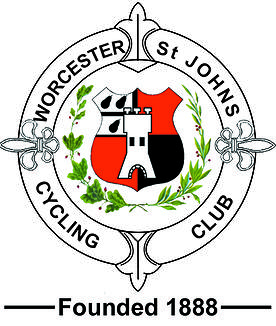 WORCESTER
St JOHNS
CYCLING
CLUB
Founded 1888